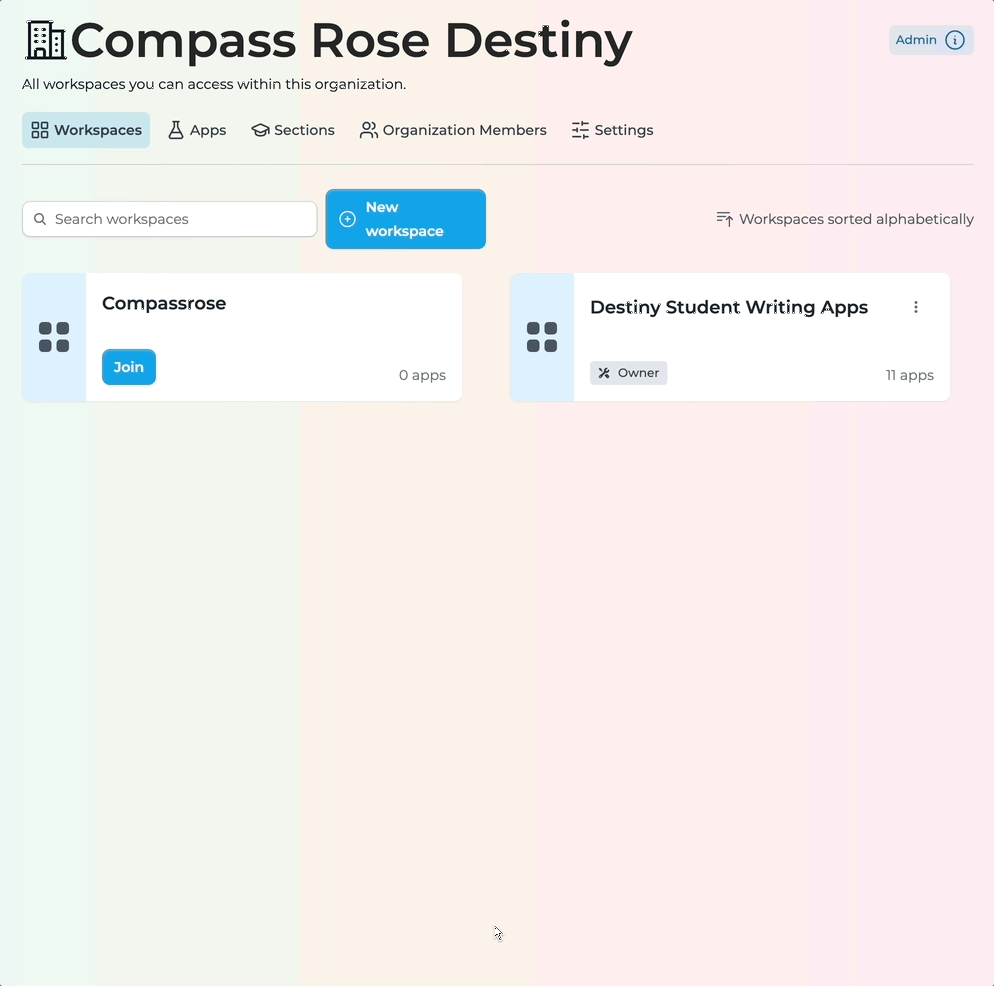 Compass Rose Destiny
Admin
All workspaces you can access within this organization.
Workspaces Apps Sections Organization Members Settings
Search workspaces
New
workspace
Workspaces sorted alphabetically
Compassrose
Join
0 apps
Destiny Student Writing Apps
Owner
11 apps